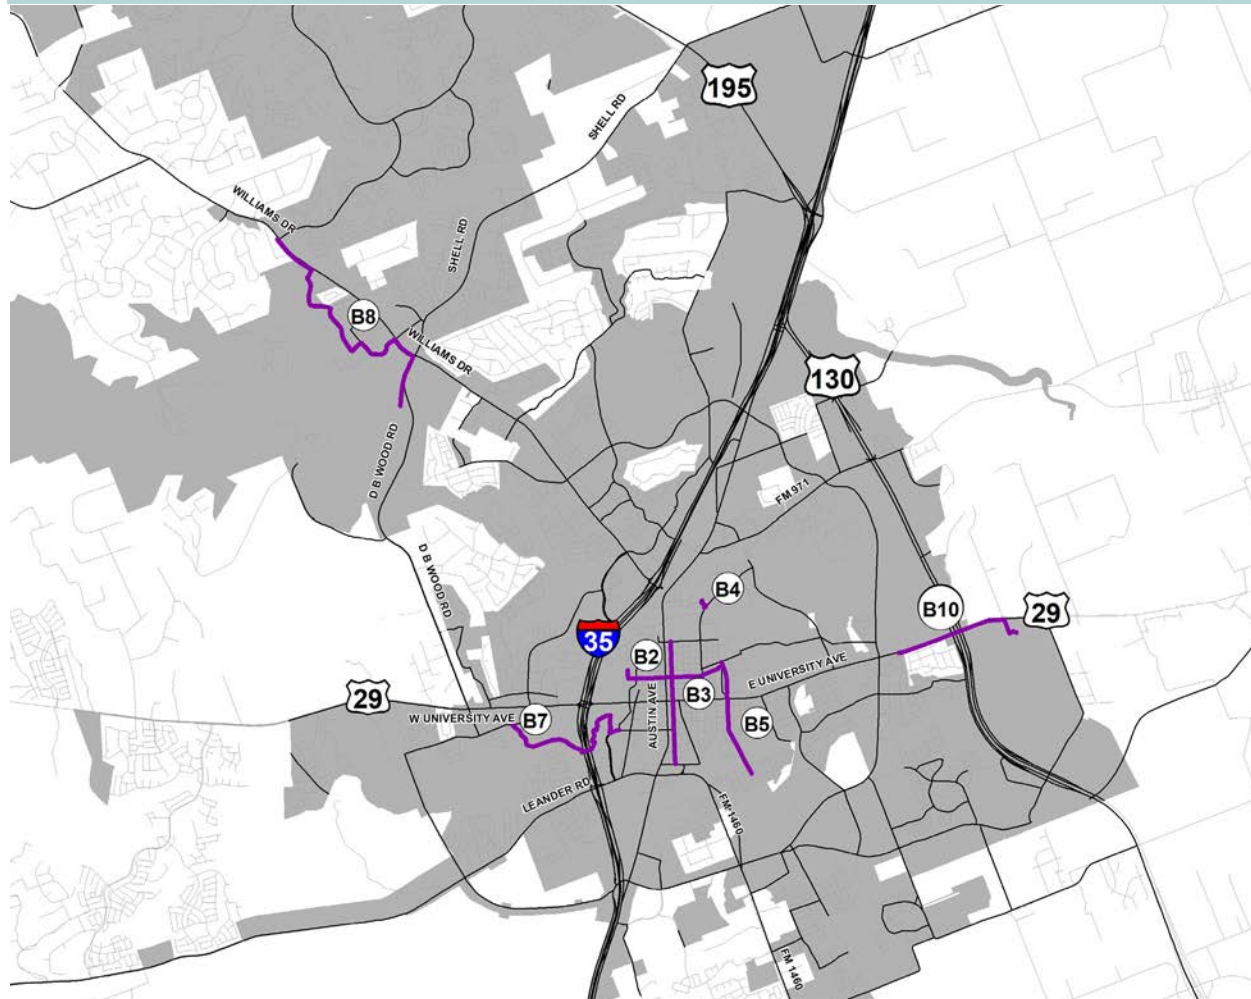 195
SHELL RD
WILLIAMS DR
SHELL RD
B8
WILLIAMS DR
130
D B WOOD RD
FM 971
D B WOOD RD
B4
B10
29
35
B2
E UNIVERSITY AVE
29
B3
W UNIVERSITY AVE
B7
AUSTIN AVE
B5
LEANDER RD
FM 1460
FM 1460